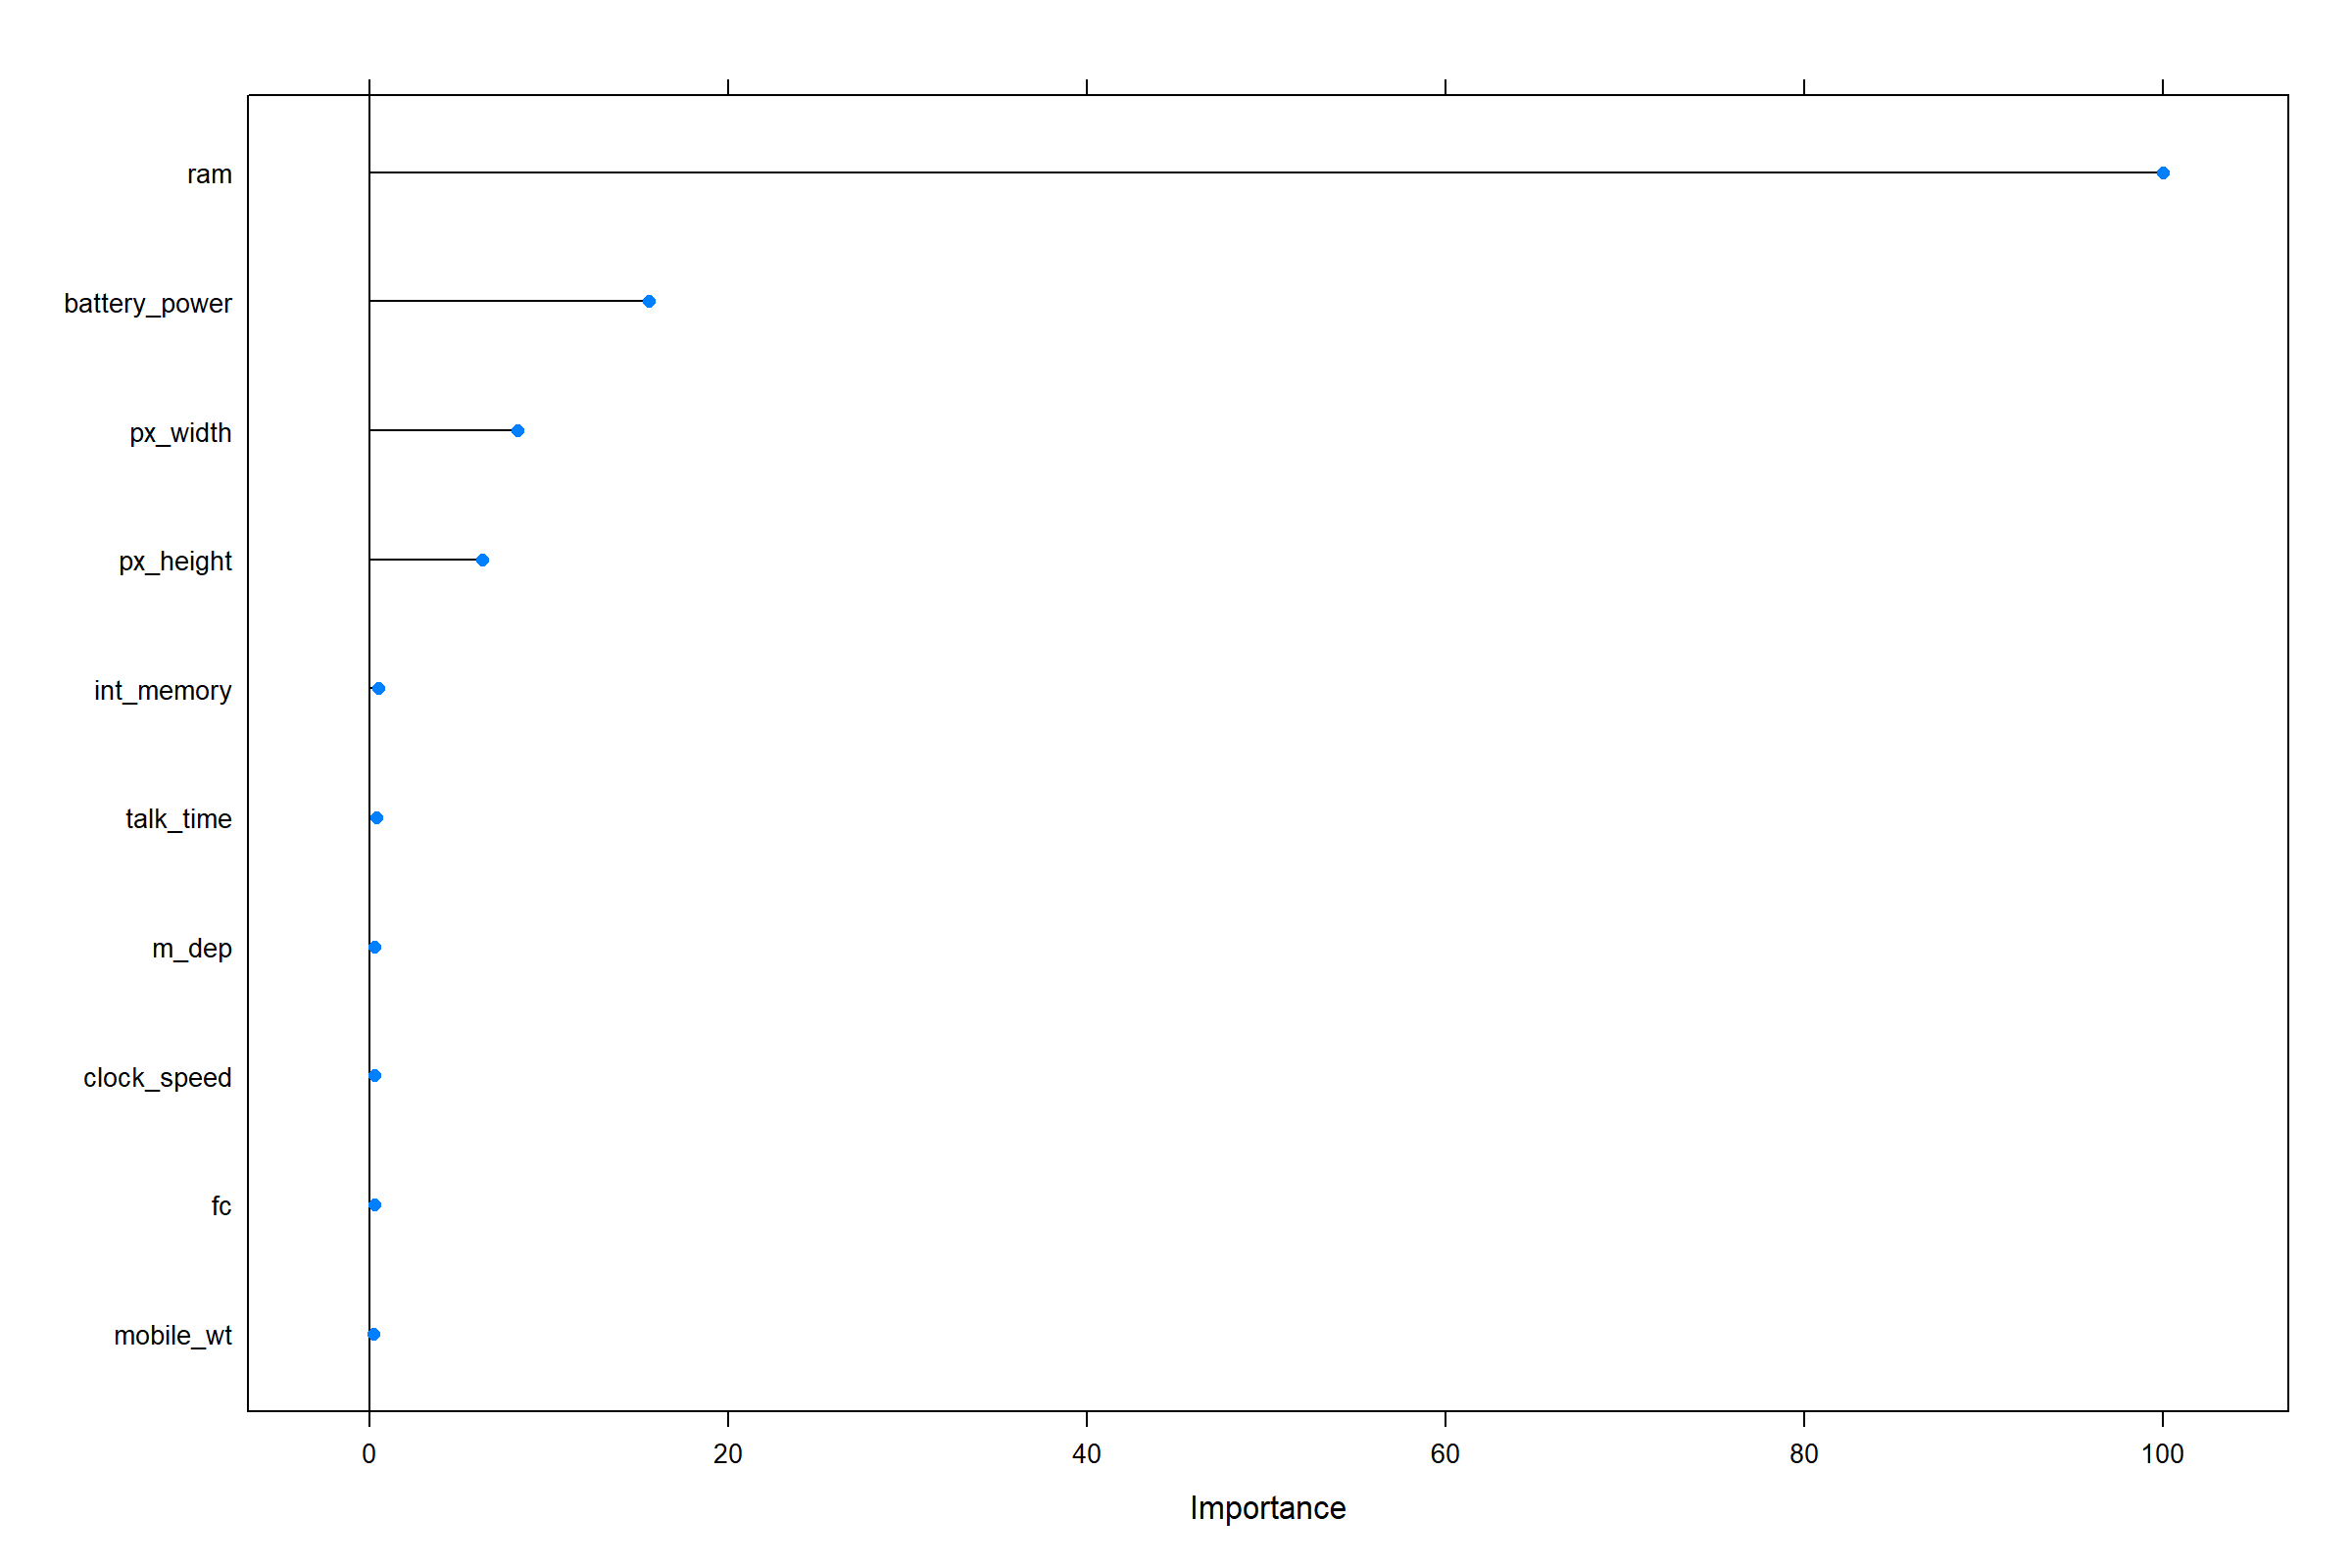 ram
battery_power
px_width
px_height
int_memory
talk_time
m_dep
clock_speed
fc
mobile_wt
0 20 40 60 80 100
Importance